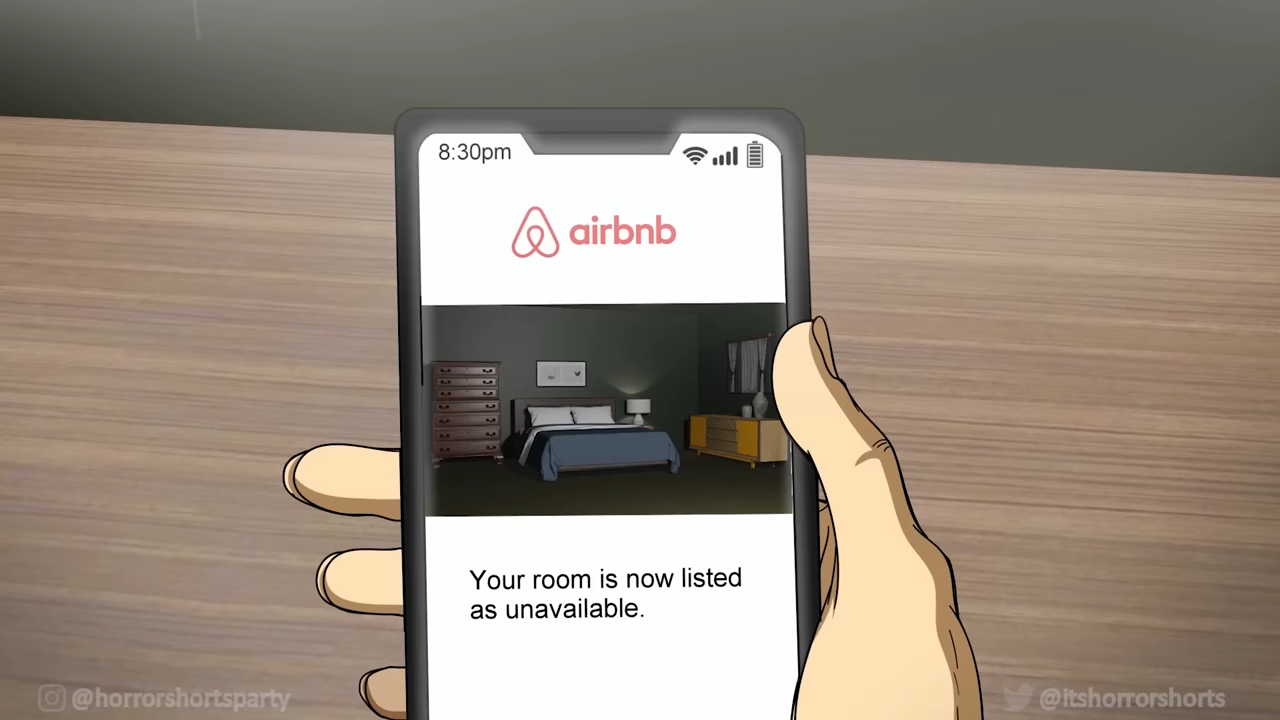 8:30pm
airbnb
Your room is now listed
as unavailable.
@horrorshortsparty
@itshorrorshorts